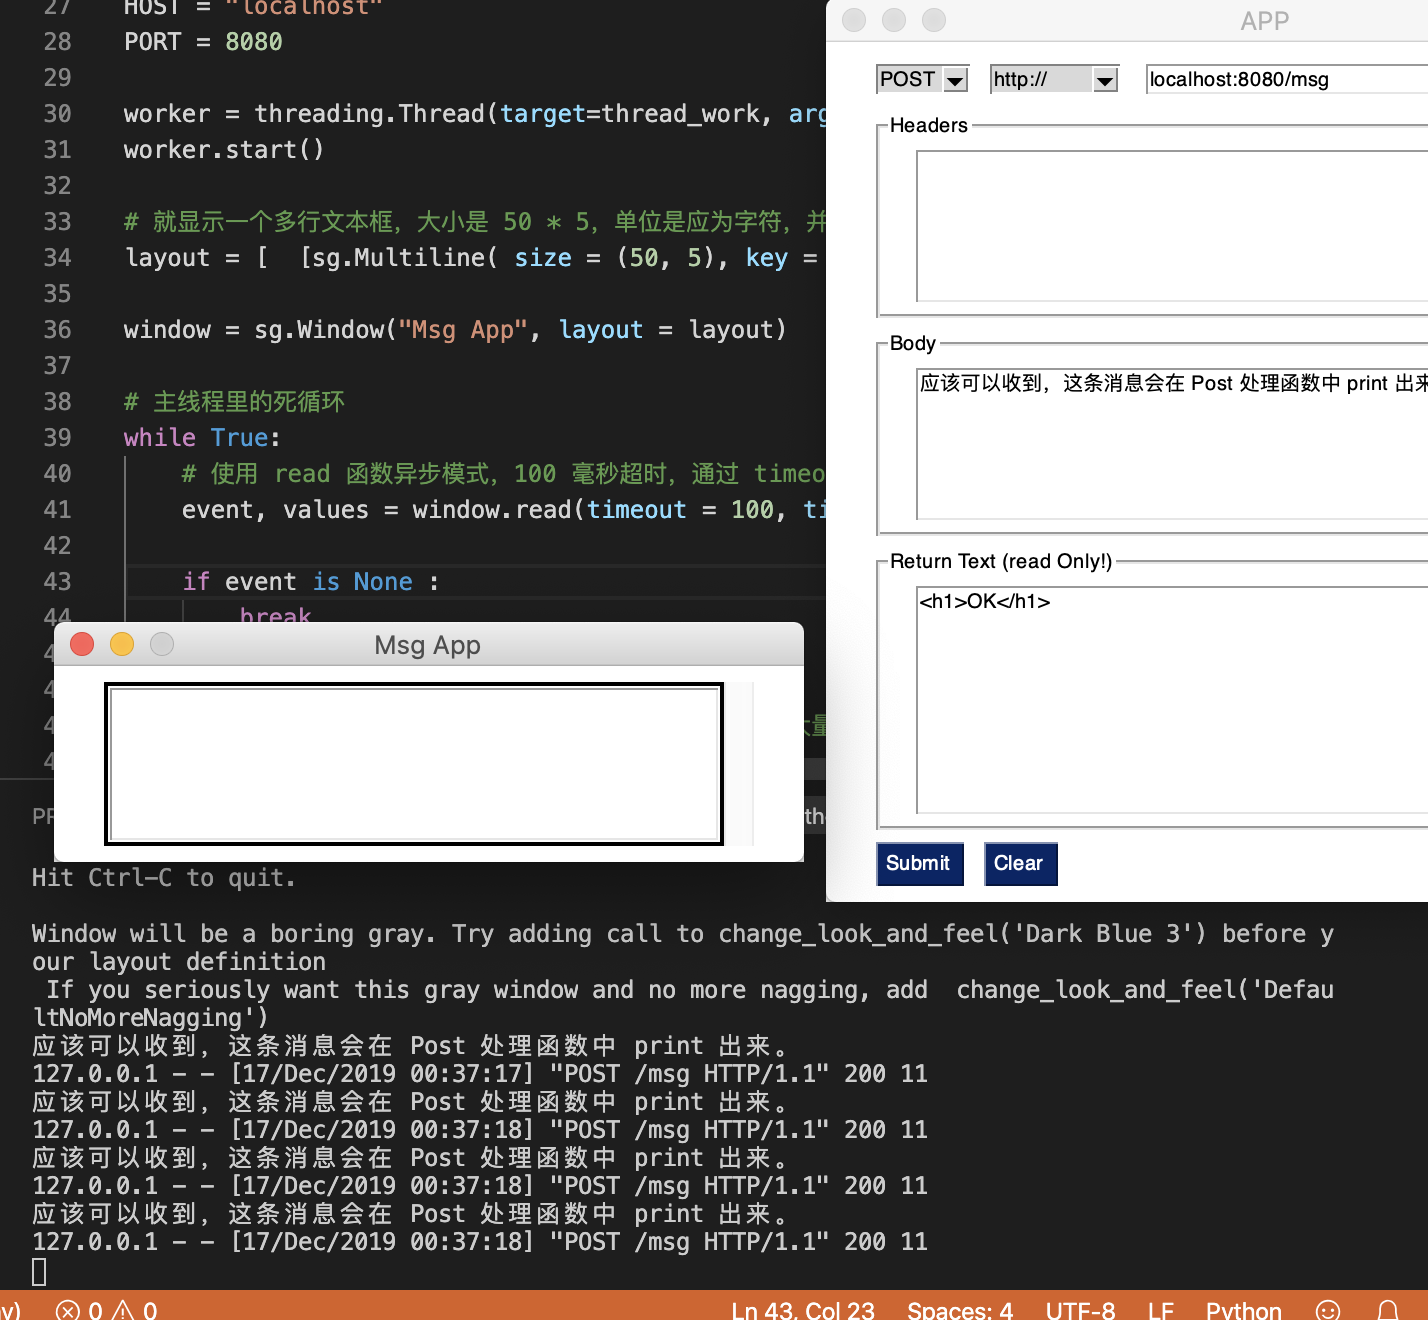 27 HOST = "localhost"
28 PORT = 8080
29
30 worker = threading.Thread(target=thread_work, arg
31 worker.start()
32
33 # 就显示一个多行文本框，大小是 50 * 5，单位是应为字符，并
34 layout = [  [sg.Multiline( size = (50, 5), key =
35
36 window = sg.Window("Msg App", layout = layout)
37
38 # 主线程里的死循环
39 while True:
40 # 使用 read 函数异步模式，100 毫秒超时，通过 timeo
41 event, values = window.read(timeout = 100, ti
42
43 if event is None :
44 break
APP
POST http:// localhost:8080/msg
Headers
Body
应该可以收到，这条消息会在 Post 处理函数中 print 出来
Return Text (read Only!)
<h1>OK</h1>
Submit Clear
Msg App
Hit Ctrl-C to quit.
Window will be a boring gray. Try adding call to change_look_and_feel('Dark Blue 3') before y
our layout definition
If you seriously want this gray window and no more nagging, add  change_look_and_feel('Defau
ltNoMoreNagging')
应该可以收到，这条消息会在 Post 处理函数中 print 出来。
127.0.0.1 - - [17/Dec/2019 00:37:17] "POST /msg HTTP/1.1" 200 11
应该可以收到，这条消息会在 Post 处理函数中 print 出来。
127.0.0.1 - - [17/Dec/2019 00:37:18] "POST /msg HTTP/1.1" 200 11
应该可以收到，这条消息会在 Post 处理函数中 print 出来。
127.0.0.1 - - [17/Dec/2019 00:37:18] "POST /msg HTTP/1.1" 200 11
应该可以收到，这条消息会在 Post 处理函数中 print 出来。
127.0.0.1 - - [17/Dec/2019 00:37:18] "POST /msg HTTP/1.1" 200 11
0 0 Ln 43, Col 23 Spaces: 4 UTF-8 LF Python